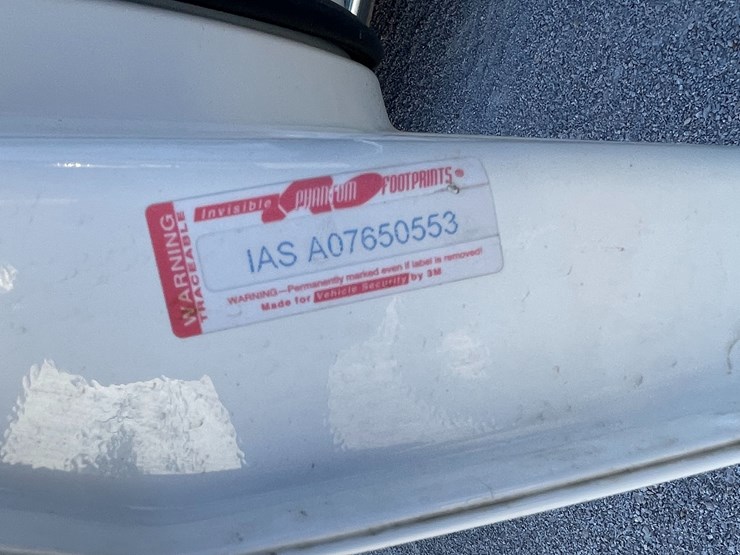 WARNING
TRACEABLE
Invisible PHANTOM FOOTPRINTS
IAS A07650553
WARNING—Permanently marked even if label is removed!
Made for Vehicle Security by 3M